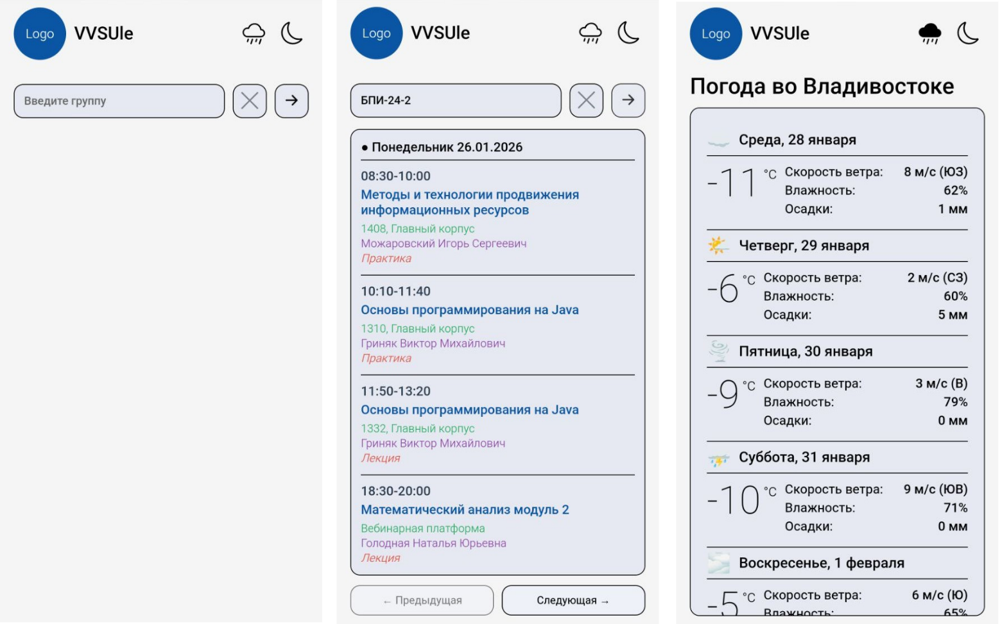 Logo VVSUle
Введите группу
→
Logo VVSUle
БПИ-24-2
→
● Понедельник 26.01.2026
08:30-10:00
Методы и технологии продвижения
информационных ресурсов
1408, Главный корпус
Можаровский Игорь Сергеевич
Практика
10:10-11:40
Основы программирования на Java
1310, Главный корпус
Гриняк Виктор Михайлович
Практика
11:50-13:20
Основы программирования на Java
1332, Главный корпус
Гриняк Виктор Михайлович
Лекция
18:30-20:00
Математический анализ модуль 2
Вебинарная платформа
Голодная Наталья Юрьевна
Лекция
← Предыдущая
Следующая →
Logo VVSUle
Погода во Владивостоке
Среда, 28 января
-11 °C
Скорость ветра: 8 м/с (ЮЗ)
Влажность: 62%
Осадки: 1 мм
Четверг, 29 января
-6 °C
Скорость ветра: 2 м/с (СЗ)
Влажность: 60%
Осадки: 5 мм
Пятница, 30 января
-9 °C
Скорость ветра: 3 м/с (В)
Влажность: 79%
Осадки: 0 мм
Суббота, 31 января
-10 °C
Скорость ветра: 9 м/с (ЮВ)
Влажность: 71%
Осадки: 0 мм
Воскресенье, 1 февраля
-5 °C
Скорость ветра: 6 м/с (Ю)
Влажность: 65%